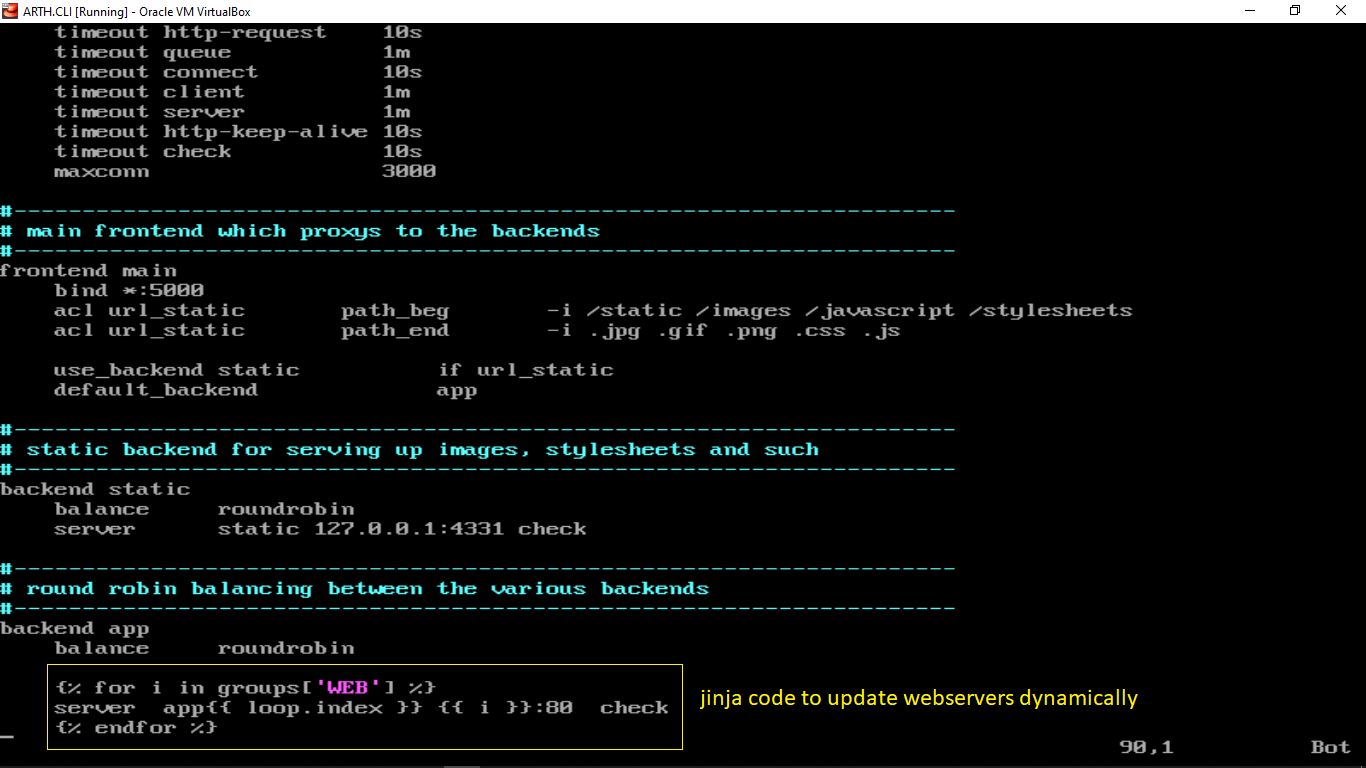 ARTH.CLI [Running] - Oracle VM VirtualBox
timeout http-request 10s
timeout queue 1m
timeout connect 10s
timeout client 1m
timeout server 1m
timeout http-keep-alive 10s
timeout check 10s
maxconn 3000
#---------------------------------------------------------------------
# main frontend which proxys to the backends
#---------------------------------------------------------------------
frontend main
bind *:5000
acl url_static path_beg -i /static /images /javascript /stylesheets
acl url_static path_end -i .jpg .gif .png .css .js
use_backend static if url_static
default_backend app
#---------------------------------------------------------------------
# static backend for serving up images, stylesheets and such
#---------------------------------------------------------------------
backend static
balance roundrobin
server static 127.0.0.1:4331 check
#---------------------------------------------------------------------
# round robin balancing between the various backends
#---------------------------------------------------------------------
backend app
balance roundrobin
{% for i in groups['WEB'] %}
server app{{ loop.index }} {{ i }}:80 check
{% endfor %}
jinja code to update webservers dynamically
90,1 Bot